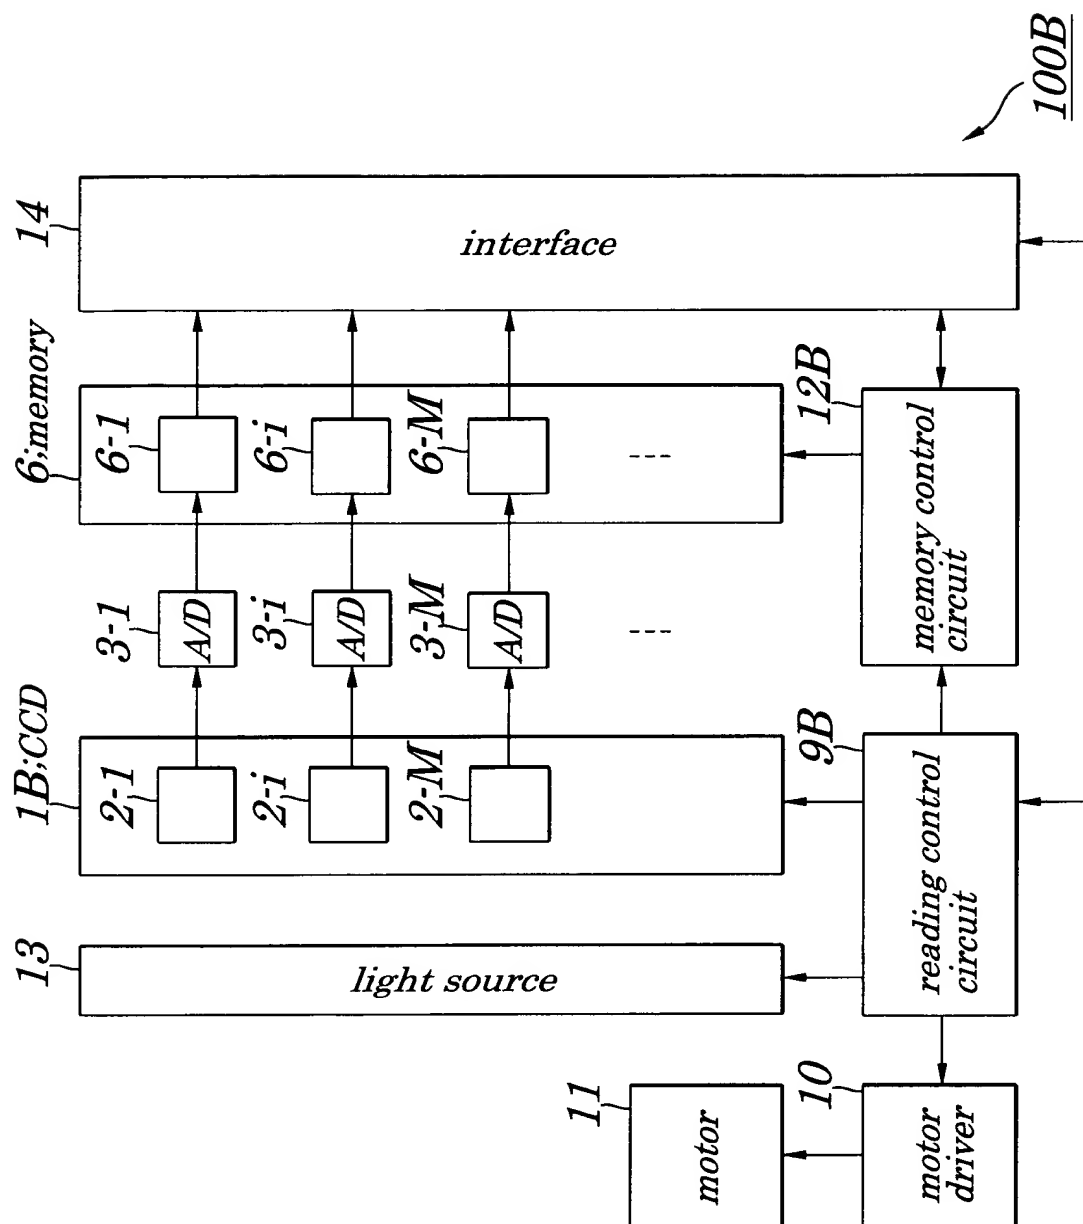 100B
14
interface
6;memory
6-1
6-i
6-M
12B
memory control
circuit
3-1
A/D
3-i
A/D
3-M
A/D
1B;CCD
2-1
2-i
2-M
9B
reading control
circuit
13
light source
11
motor
10
motor
driver